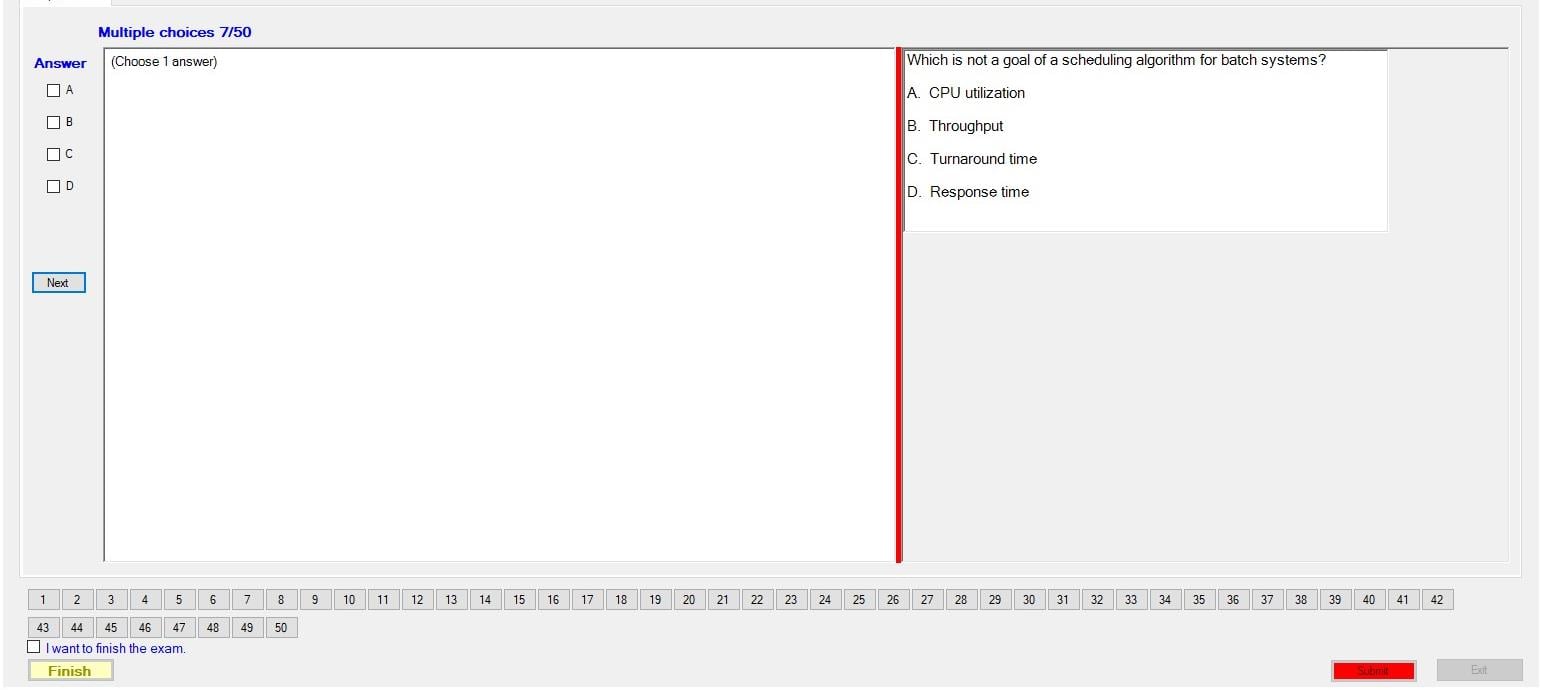 Multiple choices 7/50
Answer
(Choose 1 answer)
A
B
C
D
Next
Which is not a goal of a scheduling algorithm for batch systems?
A. CPU utilization
B. Throughput
C. Turnaround time
D. Response time
1 2 3 4 5 6 7 8 9 10 11 12 13 14 15 16 17 18 19 20 21 22 23 24 25 26 27 28 29 30 31 32 33 34 35 36 37 38 39 40 41 42
43 44 45 46 47 48 49 50
I want to finish the exam.
Finish
Submit
Exit